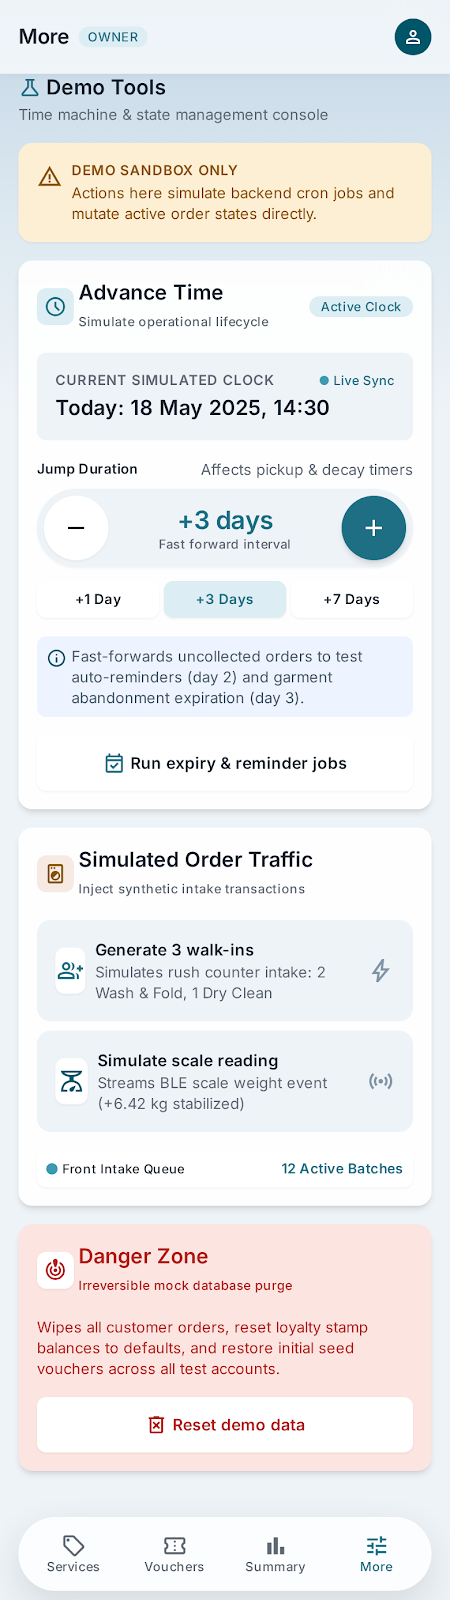 More OWNER
Demo Tools
Time machine & state management console
DEMO SANDBOX ONLY
Actions here simulate backend cron jobs and
mutate active order states directly.
Advance Time
Simulate operational lifecycle
Active Clock
CURRENT SIMULATED CLOCK
Live Sync
Today: 18 May 2025, 14:30
Jump Duration
Affects pickup & decay timers
−
+3 days
Fast forward interval
+
+1 Day
+3 Days
+7 Days
Fast-forwards uncollected orders to test
auto-reminders (day 2) and garment
abandonment expiration (day 3).
Run expiry & reminder jobs
Simulated Order Traffic
Inject synthetic intake transactions
Generate 3 walk-ins
Simulates rush counter intake: 2
Wash & Fold, 1 Dry Clean
Simulate scale reading
Streams BLE scale weight event
(+6.42 kg stabilized)
Front Intake Queue
12 Active Batches
Danger Zone
Irreversible mock database purge
Wipes all customer orders, reset loyalty stamp
balances to defaults, and restore initial seed
vouchers across all test accounts.
Reset demo data
Services
Vouchers
Summary
More